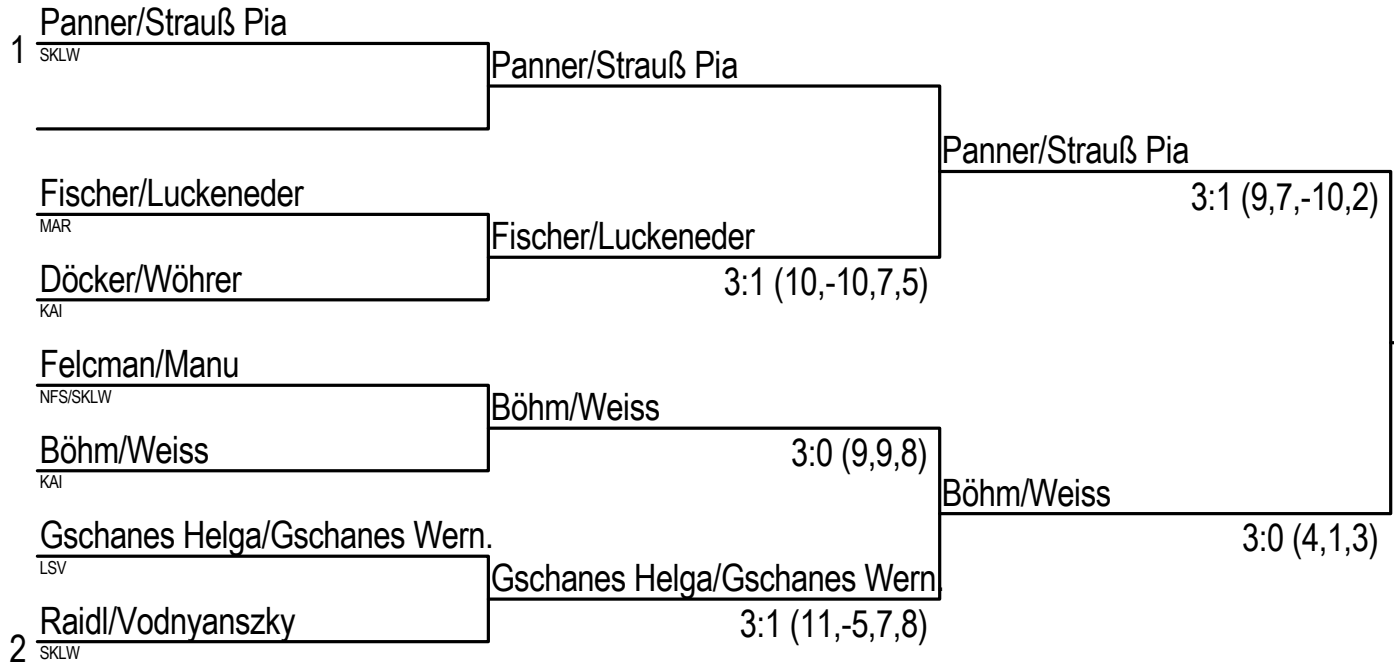 Panner/Strauß Pia
1 SKLW
Panner/Strauß Pia
Panner/Strauß Pia
3:1 (9,7,-10,2)
Fischer/Luckeneder
MAR
Fischer/Luckeneder
3:1 (10,-10,7,5)
Döcker/Wöhrer
KAI
Felcman/Manu
NFS/SKLW
Böhm/Weiss
3:0 (9,9,8)
Böhm/Weiss
KAI
Böhm/Weiss
3:0 (4,1,3)
Gschanes Helga/Gschanes Wern.
LSV
Gschanes Helga/Gschanes Wern.
3:1 (11,-5,7,8)
Raidl/Vodnyanszky
2 SKLW